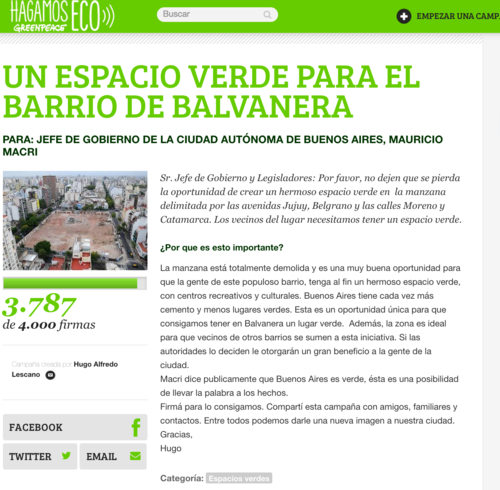 HAGAMOS ECO
GREENPEACE
Buscar
EMPEZAR UNA CAMPA
UN ESPACIO VERDE PARA EL
BARRIO DE BALVANERA
PARA: JEFE DE GOBIERNO DE LA CIUDAD AUTÓNOMA DE BUENOS AIRES, MAURICIO
MACRI
Sr. Jefe de Gobierno y Legisladores: Por favor, no dejen que se pierda
la oportunidad de crear un hermoso espacio verde en la manzana
delimitada por las avenidas Jujuy, Belgrano y las calles Moreno y
Catamarca. Los vecinos del lugar necesitamos tener un espacio verde.
¿Por que es esto importante?
La manzana está totalmente demolida y es una muy buena oportunidad para
que la gente de este populoso barrio, tenga al fin un hermoso espacio verde,
con centros recreativos y culturales. Buenos Aires tiene cada vez más
cemento y menos lugares verdes. Esta es un oportunidad única para que
consigamos tener en Balvanera un lugar verde. Además, la zona es ideal
para que vecinos de otros barrios se sumen a esta iniciativa. Si las
autoridades lo deciden le otorgarán un gran beneficio a la gente de la
ciudad.
Macri dice publicamente que Buenos Aires es verde, ésta es una posibilidad
de llevar la palabra a los hechos.
Firmá para lo consigamos. Compartí esta campaña con amigos, familiares y
contactos. Entre todos podemos darle una nueva imagen a nuestra ciudad.
Gracias,
Hugo
Categoría: Espacios verdes
3.787
de 4.000 firmas
Campaña creada por Hugo Alfredo
Lescano
FACEBOOK
TWITTER
EMAIL